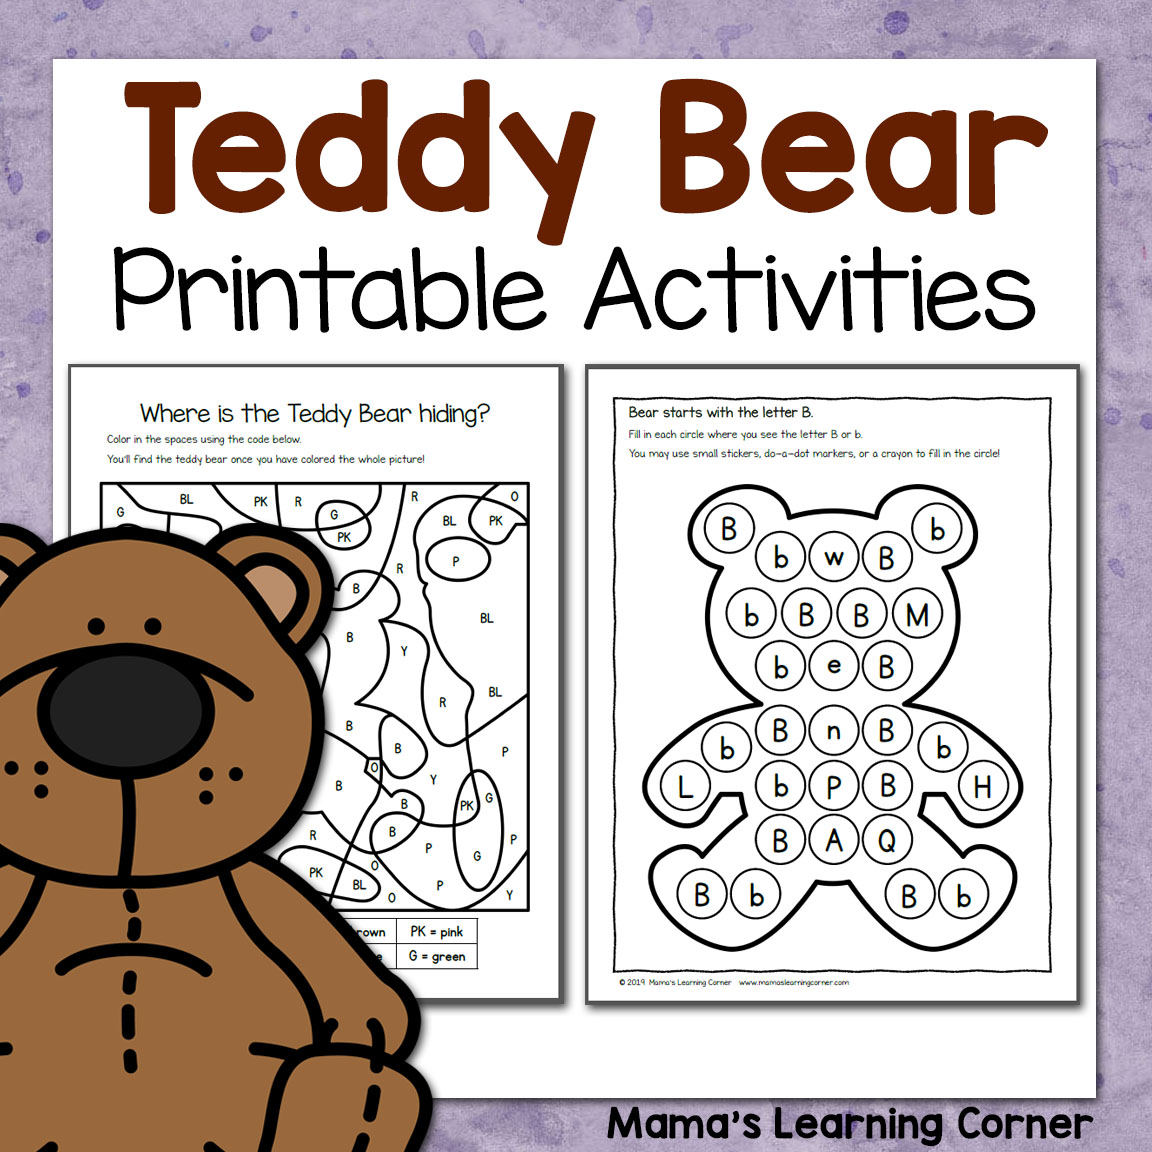 Teddy Bear
Printable Activities
Where is the Teddy Bear hiding?
Color in the spaces using the code below.
You'll find the teddy bear once you have colored the whole picture!
G BL PK R G PK R BL PK O
P
R
B
BL
B Y
R BL
B B P
O
B Y
B PK G
R B P P
G
PK O
BL O P Y
PK = pink
G = green
Bear starts with the letter B.
Fill in each circle where you see the letter B or b.
You may use small stickers, do-a-dot markers, or a crayon to fill in the circle!
B b
b w B
b B B M
b e B
B n B
b b
L b P B H
B A Q
B b B b
© 2019 Mama's Learning Corner www.mamaslearningcorner.com
Mama's Learning Corner